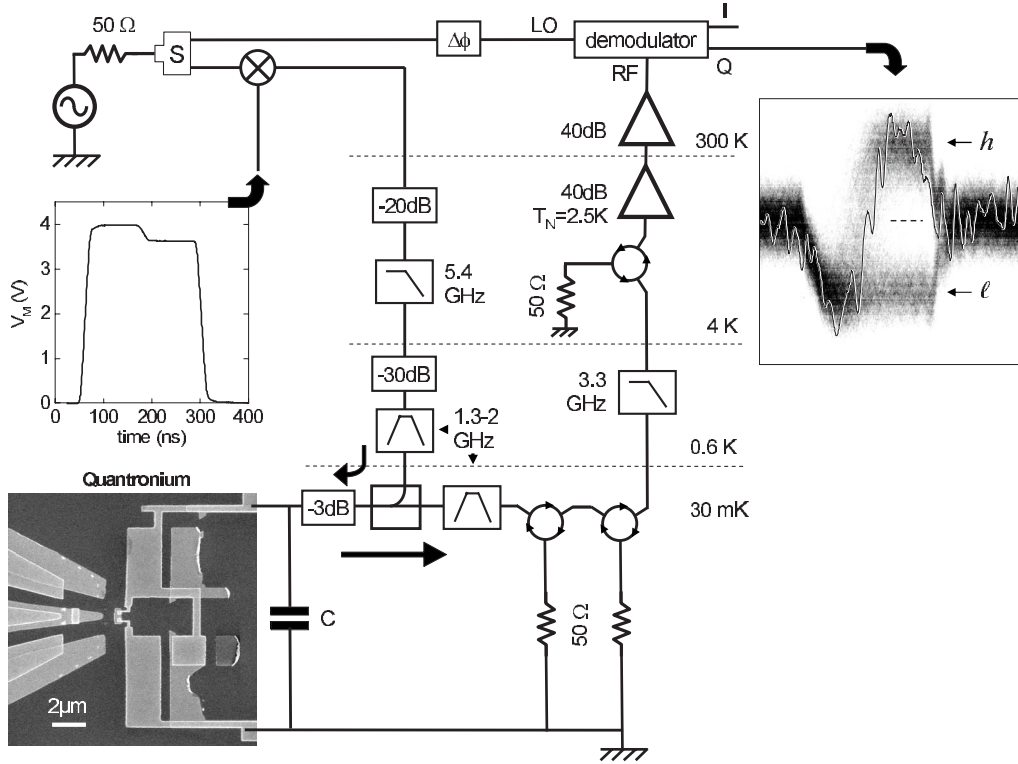 50 Ω
S
Δϕ
LO
demodulator
I
Q
RF
40dB
300 K
h
-20dB
40dB
T_N=2.5K
4
3
2
1
0
V_M (V)
5.4
GHz
50 Ω
ℓ
4 K
0 100 200 300 400
time (ns)
-30dB
3.3
GHz
1.3-2
GHz
0.6 K
Quantronium
-3dB
30 mK
C
50 Ω
2µm